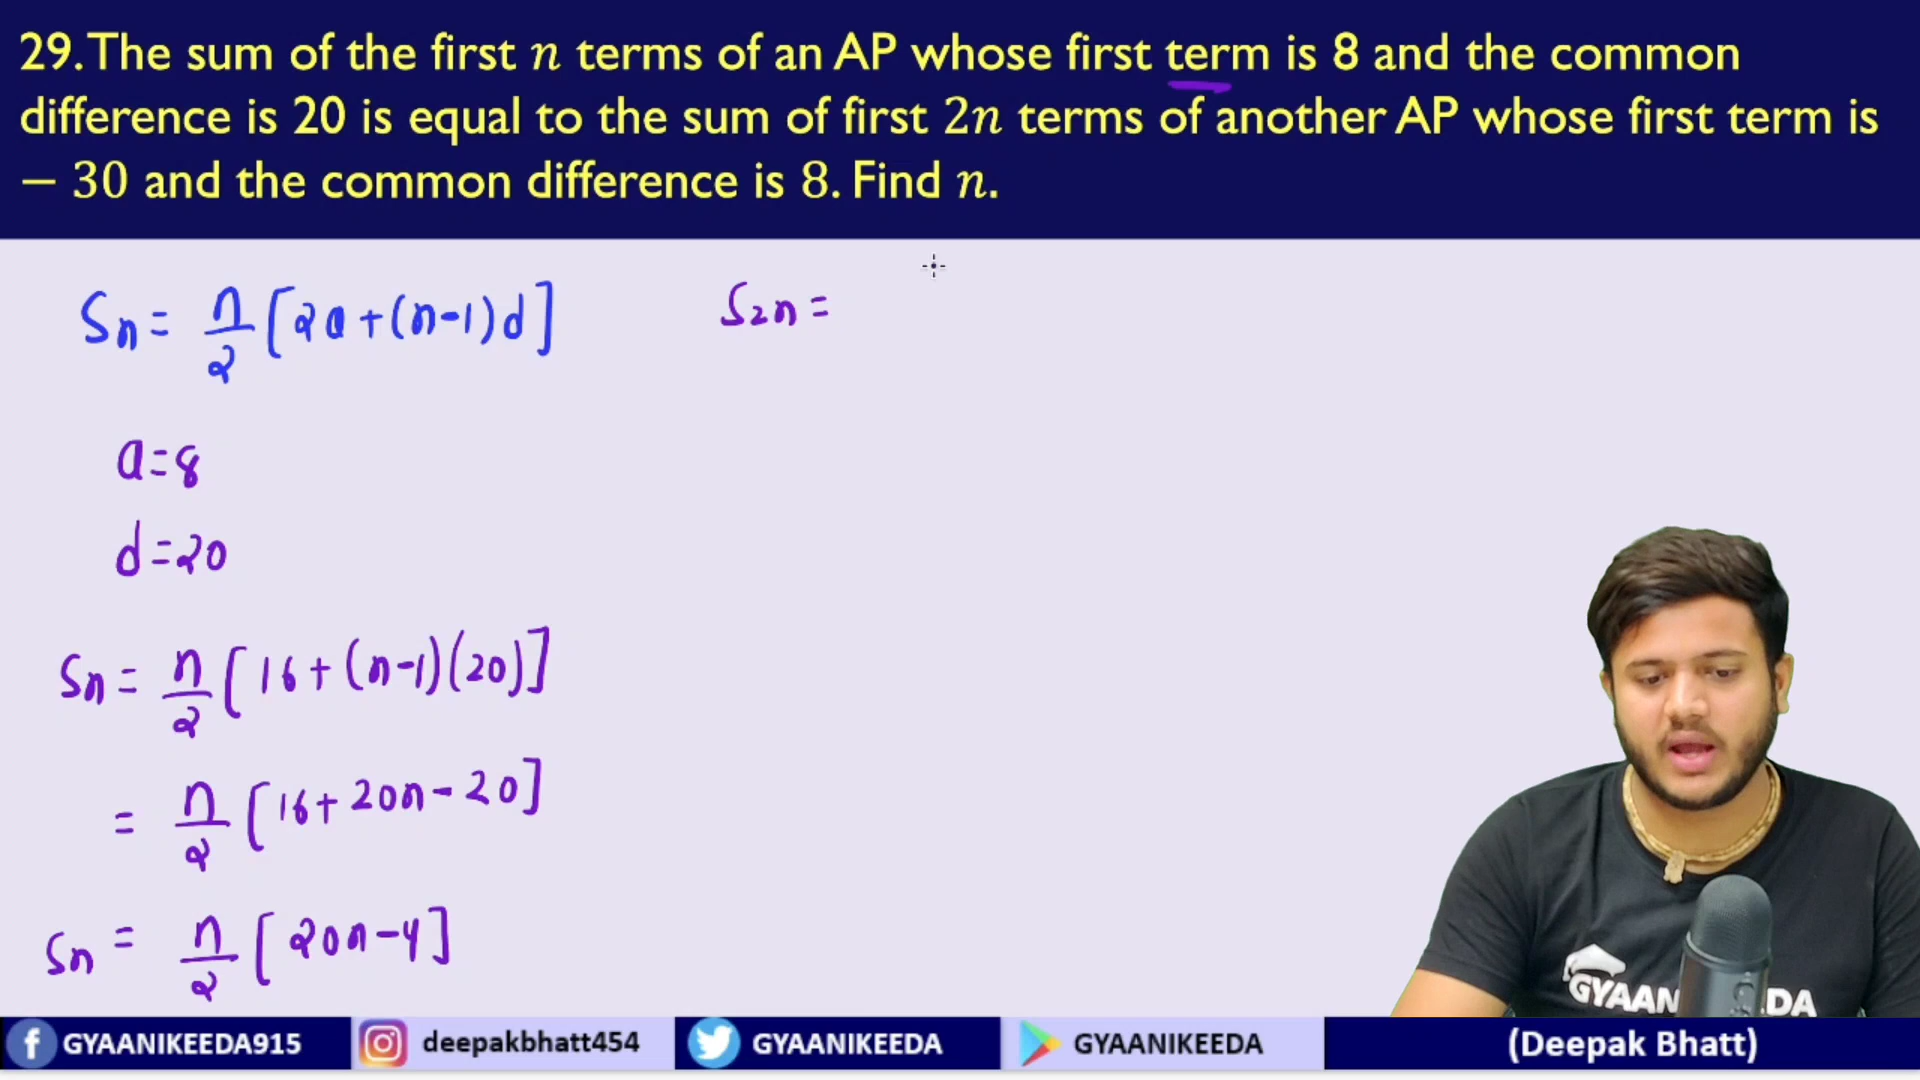 29. The sum of the first n terms of an AP whose first term is 8 and the common
difference is 20 is equal to the sum of first 2n terms of another AP whose first term is
− 30 and the common difference is 8. Find n.
Sn = n/2 [2a+(n-1)d]
a=8
d=20
Sn = n/2 [16+(n-1)(20)]
= n/2 [16+20n-20]
Sn = n/2 [20n-4]
S2n =
GYAANIKEEDA915
deepakbhatt454
GYAANIKEEDA
GYAANIKEEDA
(Deepak Bhatt)